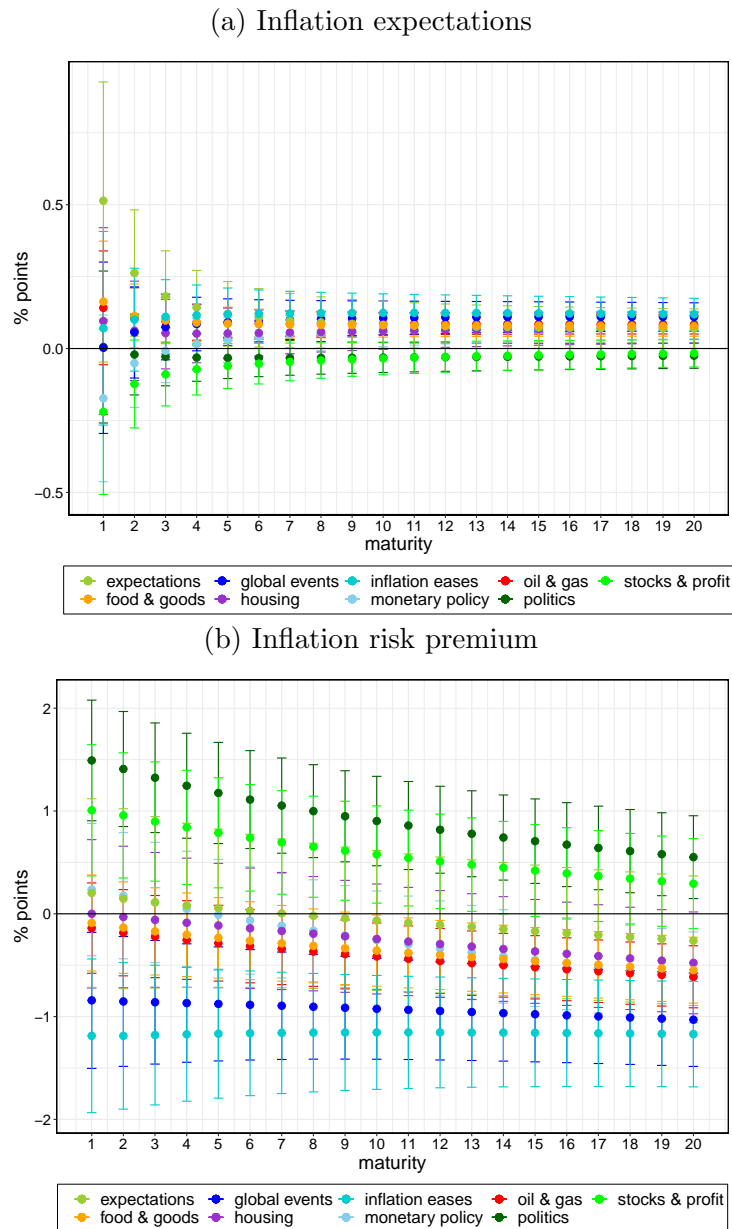 (a) Inflation expectations
% points
0.5
0.0
−0.5
1 2 3 4 5 6 7 8 9 10 11 12 13 14 15 16 17 18 19 20
maturity
expectations global events inflation eases oil & gas stocks & profit
food & goods housing monetary policy politics
(b) Inflation risk premium
% points
2
1
0
−1
−2
1 2 3 4 5 6 7 8 9 10 11 12 13 14 15 16 17 18 19 20
maturity
expectations global events inflation eases oil & gas stocks & profit
food & goods housing monetary policy politics